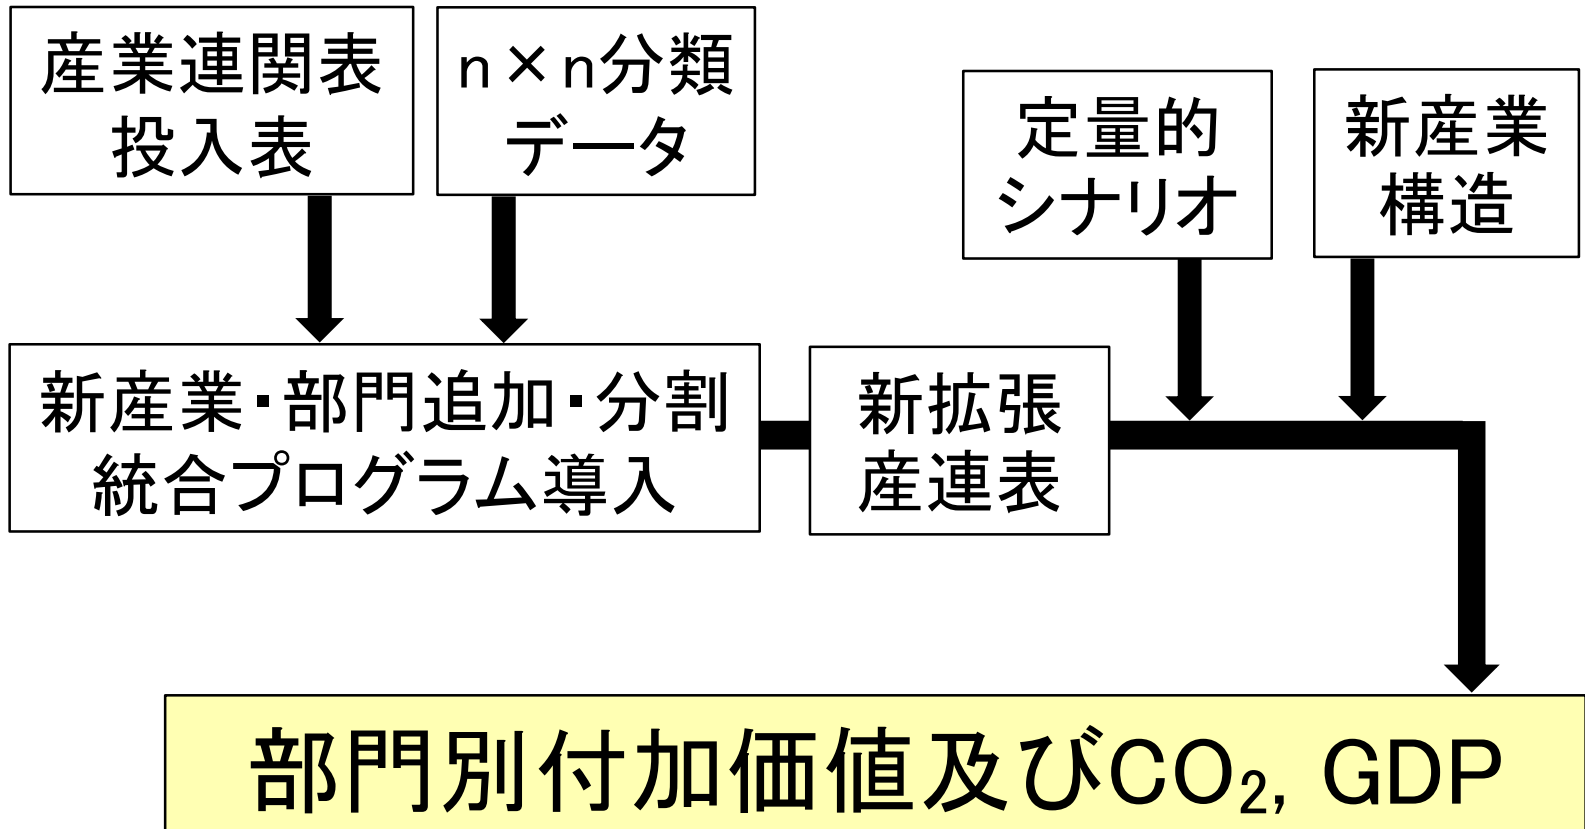 産業連関表
投入表
n×n分類
データ
定量的
シナリオ
新産業
構造
新産業・部門追加・分割
統合プログラム導入
新拡張
産連表
部門別付加価値及びCO₂, GDP